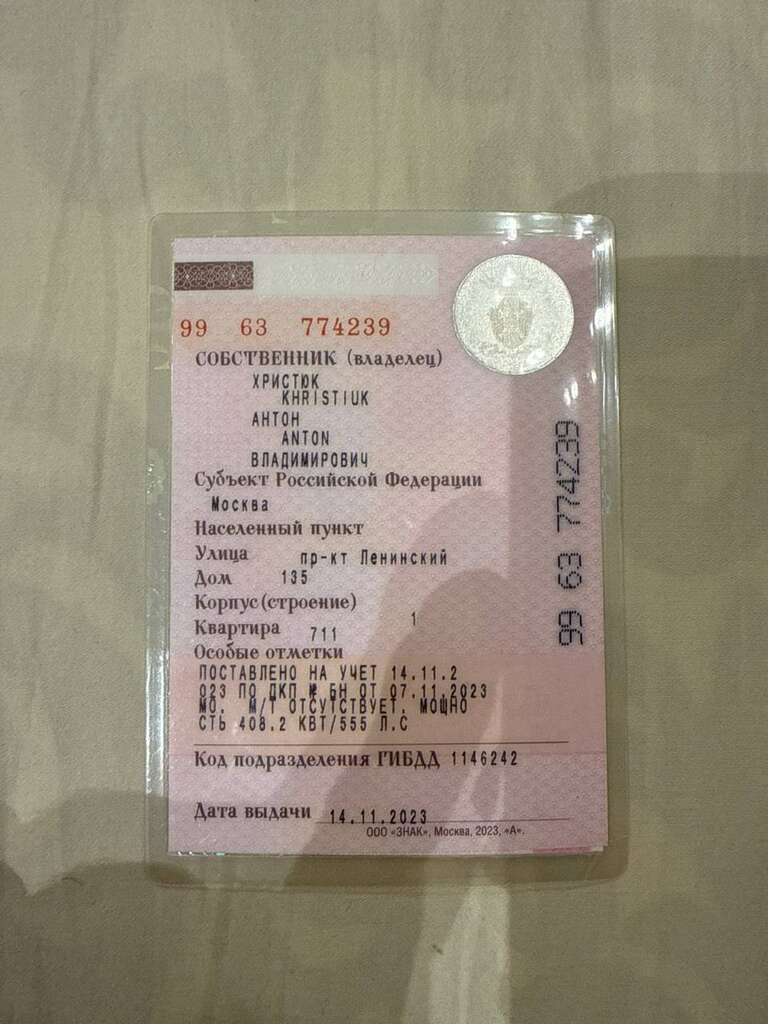 99 63 774239
СОБСТВЕННИК (владелец)
ХРИСТЮК
KHRISTIUK
АНТОН
ANTON
ВЛАДИМИРОВИЧ
Субъект Российской Федерации
Москва
Населенный пункт
Улица пр-кт Ленинский
Дом 135
Корпус(строение) 1
Квартира 711
Особые отметки
ПОСТАВЛЕНО НА УЧЕТ 14.11.2
023 ПО ДКП № БН ОТ 07.11.2023
МО. М/Т ОТСУТСТВУЕТ. МОЩНО
СТЬ 408.2 КВТ/555 Л.С
Код подразделения ГИБДД 1146242
Дата выдачи 14.11.2023
ООО «ЗНАК», Москва, 2023, «А».
99 63 774239